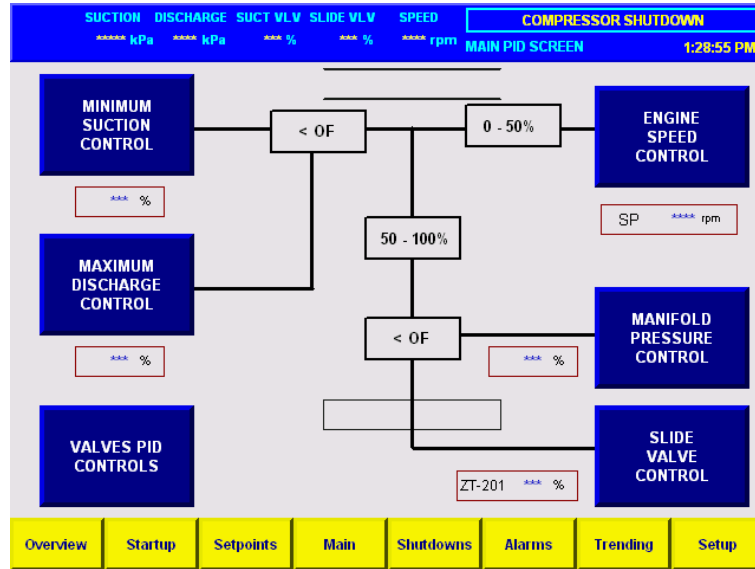 SUCTION DISCHARGE SUCT VLV SLIDE VLV SPEED
***** kPa **** kPa *** % *** % **** rpm
COMPRESSOR SHUTDOWN
MAIN PID SCREEN 1:28:55 PM
MINIMUM
SUCTION
CONTROL
< OF
0 - 50%
ENGINE
SPEED
CONTROL
*** %
SP **** rpm
50 - 100%
MAXIMUM
DISCHARGE
CONTROL
< OF
MANIFOLD
PRESSURE
CONTROL
*** %
*** %
VALVES PID
CONTROLS
SLIDE
VALVE
CONTROL
ZT-201 *** %
Overview Startup Setpoints Main Shutdowns Alarms Trending Setup